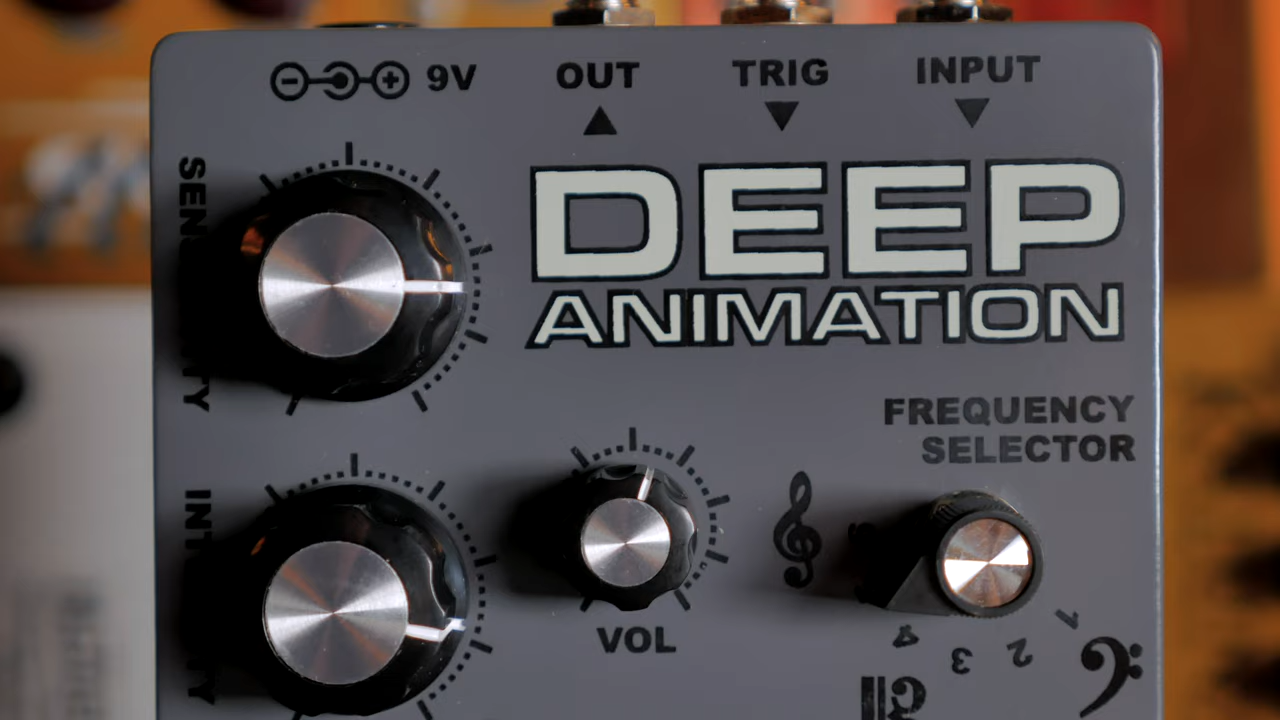 9V
OUT
TRIG
INPUT
DEEP
ANIMATION
FREQUENCY
SELECTOR
VOL
4
3
2
1